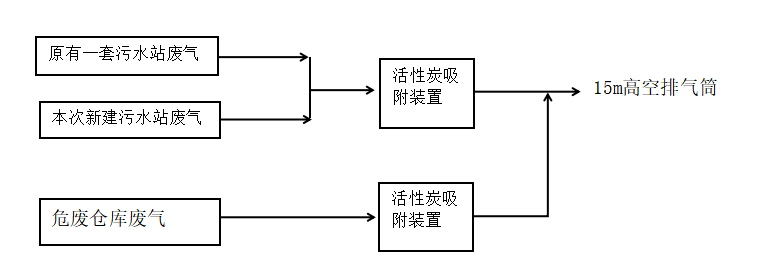 原有一套污水站废气
活性炭吸
附装置
15m高空排气筒
本次新建污水站废气
危废仓库废气
活性炭吸
附装置